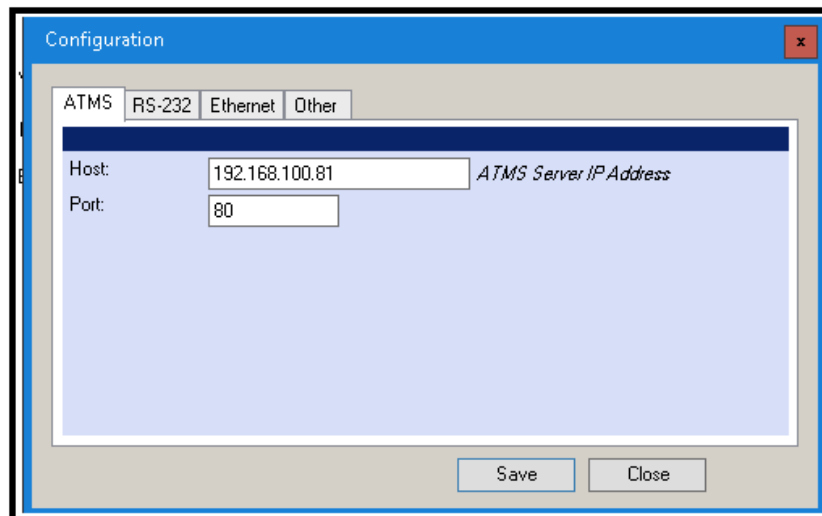 Configuration
x
ATMS RS-232 Ethernet Other
Host: 192.168.100.81 ATMS Server IP Address
Port: 80
Save Close